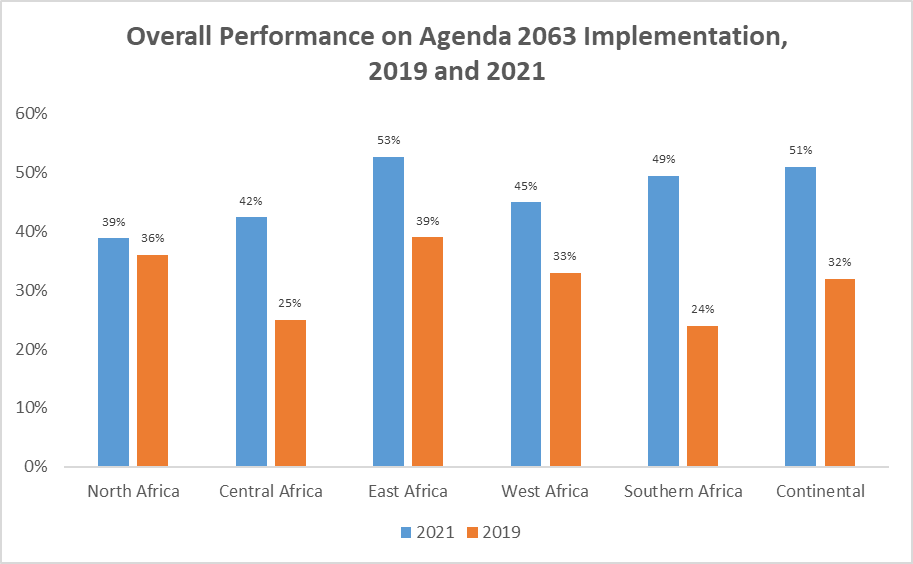 Overall Performance on Agenda 2063 Implementation,
2019 and 2021
60%
50%
40%
30%
20%
10%
0%
39%
36%
42%
25%
53%
39%
45%
33%
49%
24%
51%
32%
North Africa
Central Africa
East Africa
West Africa
Southern Africa
Continental
2021
2019